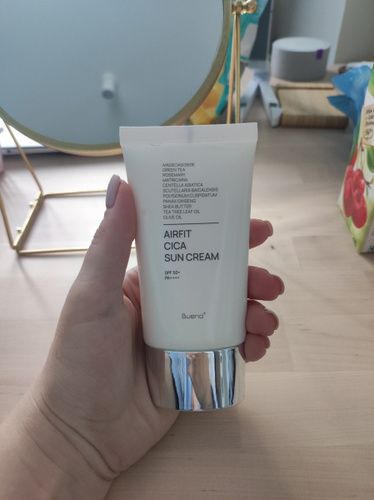 MADECASSOSIDE
GREEN TEA
ROSEMARY
MATRICARIA
CENTELLA ASIATICA
SCUTELLARIA BAICALENSIS
POLYGONUM CUSPIDATUM
PANAX GINSENG
SHEA BUTTER
TEA TREE LEAF OIL
OLIVE OIL
AIRFIT
CICA
SUN CREAM
SPF 50+
PA++++
Bueno